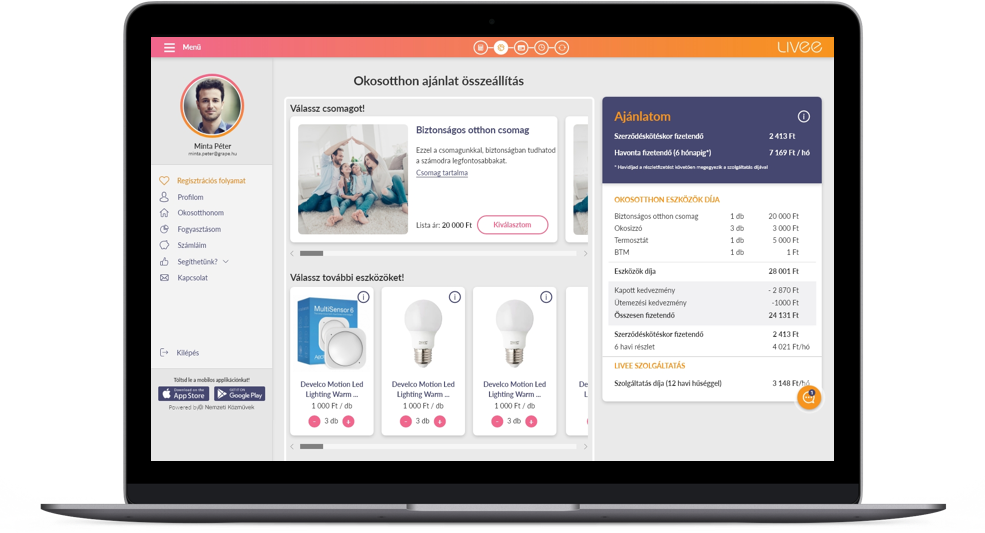 Menü
LIVEE
Minta Péter
minta.peter@grape.hu
Regisztrációs folyamat
Profilom
Okosotthonom
Fogyasztásom
Számláim
Segíthetünk?
Kapcsolat
Kilépés
Töltsd le a mobilos applikációnkat!
Download on the
App Store
GET IT ON
Google Play
Powered by Nemzeti Közművek
Okosotthon ajánlat összeállítás
Válassz csomagot!
Biztonságos otthon csomag
Ezzel a csomagunkkal, biztonságban tudhatod
a számodra legfontosabbakat.
Csomag tartalma
Lista ár: 20 000 Ft
Kiválasztom
Válassz további eszközöket!
MultiSensor 6
Develco Motion Led
Lighting Warm ...
1 000 Ft / db
- 3 db +
Develco Motion Led
Lighting Warm ...
1 000 Ft / db
- 3 db +
Develco Motion Led
Lighting Warm ...
1 000 Ft / db
- 3 db +
Ajánlatom
Szerződéskötéskor fizetendő 2 413 Ft
Havonta fizetendő (6 hónapig*) 7 169 Ft / hó
* Havidíjad a részletfizetést követően megegyezik a szolgáltatás díjával
OKOSOTTHON ESZKÖZÖK DÍJA
Biztonságos otthon csomag 1 db 20 000 Ft
Okosizzó 3 db 3 000 Ft
Termosztát 1 db 5 000 Ft
BTM 1 db 1 Ft
Eszközök díja 28 001 Ft
Kapott kedvezmény - 2 870 Ft
Ütemezési kedvezmény -1000 Ft
Összesen fizetendő 24 131 Ft
Szerződéskötéskor fizetendő 2 413 Ft
6 havi részlet 4 021 Ft/hó
LIVEE SZOLGÁLTATÁS
Szolgáltatás díja (12 havi hűséggel) 3 148 Ft/hó